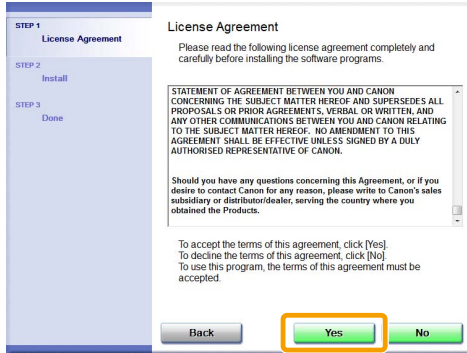 STEP 1
License Agreement
STEP 2
Install
STEP 3
Done
License Agreement
Please read the following license agreement completely and
carefully before installing the software programs.
STATEMENT OF AGREEMENT BETWEEN YOU AND CANON
CONCERNING THE SUBJECT MATTER HEREOF AND SUPERSEDES ALL
PROPOSALS OR PRIOR AGREEMENTS, VERBAL OR WRITTEN, AND
ANY OTHER COMMUNICATIONS BETWEEN YOU AND CANON RELATING
TO THE SUBJECT MATTER HEREOF. NO AMENDMENT TO THIS
AGREEMENT SHALL BE EFFECTIVE UNLESS SIGNED BY A DULY
AUTHORISED REPRESENTATIVE OF CANON.
Should you have any questions concerning this Agreement, or if you
desire to contact Canon for any reason, please write to Canon's sales
subsidiary or distributor/dealer, serving the country where you
obtained the Products.
To accept the terms of this agreement, click [Yes].
To decline the terms of this agreement, click [No].
To use this program, the terms of this agreement must be
accepted.
Back
Yes
No